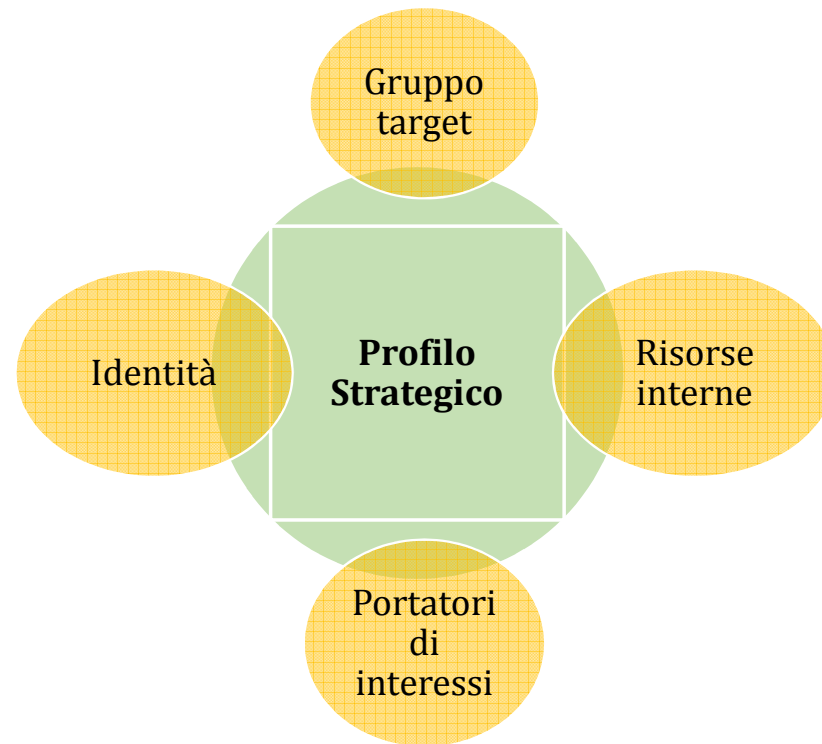 Gruppo
target
Identità
Profilo
Strategico
Risorse
interne
Portatori
di
interessi